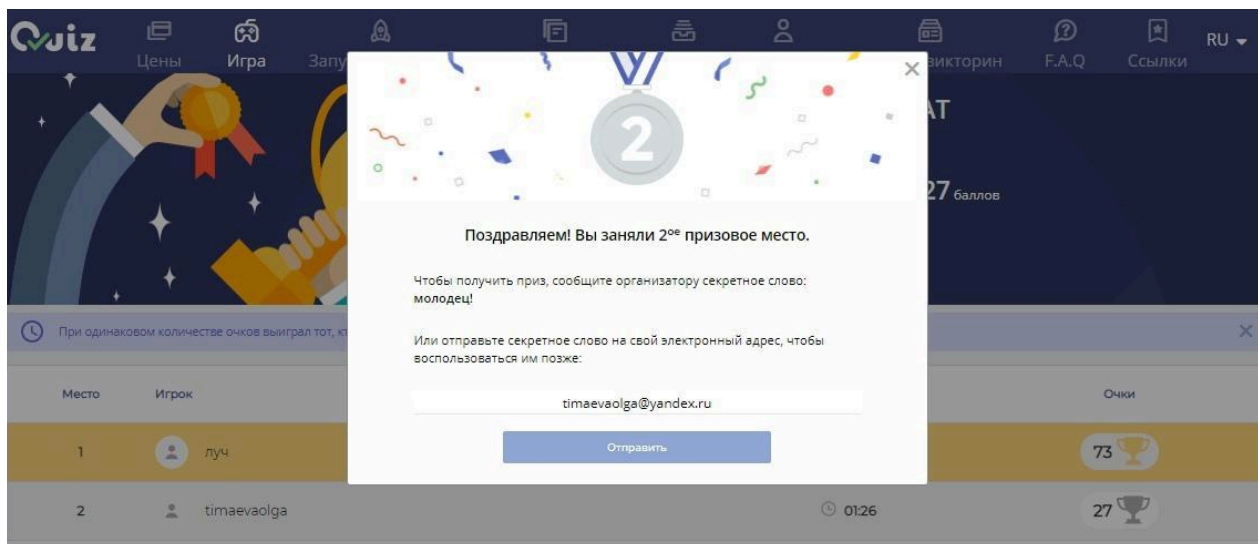 Quiz
Цены
Игра
Запу
викторин
F.A.Q
Ссылки
RU
АТ
27 баллов
2
Поздравляем! Вы заняли 2ое призовое место.
Чтобы получить приз, сообщите организатору секретное слово:
молодец!
Или отправьте секретное слово на свой электронный адрес, чтобы
воспользоваться им позже:
timaevaolga@yandex.ru
Отправить
При одинаковом количестве очков выиграл тот, кт
Место Игрок Очки
1 луч 73
2 timaevaolga 01:26 27